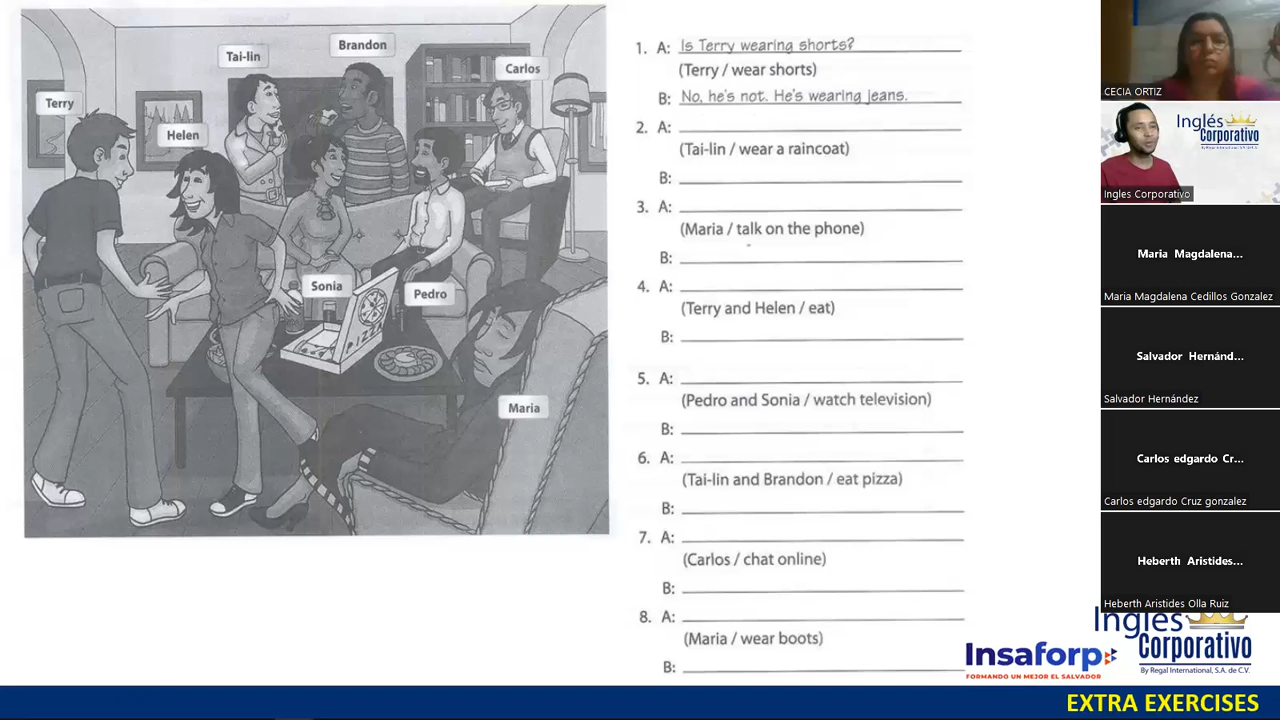 Tai-lin
Brandon
Carlos
Terry
Helen
Sonia
Pedro
Maria
PIZZA
1. A: Is Terry wearing shorts?
(Terry / wear shorts)
B: No, he's not. He's wearing jeans.
2. A:
(Tai-lin / wear a raincoat)
B:
3. A:
(Maria / talk on the phone)
B:
4. A:
(Terry and Helen / eat)
B:
5. A:
(Pedro and Sonia / watch television)
B:
6. A:
(Tai-lin and Brandon / eat pizza)
B:
7. A:
(Carlos / chat online)
B:
8. A:
(Maria / wear boots)
B:
CECIA ORTIZ
Inglés
Corporativo
By Regal International, S.A. de C.V.
Ingles Corporativo
Maria Magdalena...
Maria Magdalena Cedillos Gonzalez
Salvador Hernánd...
Salvador Hernández
Carlos edgardo Cr...
Carlos edgardo Cruz gonzalez
Heberth Aristides...
Heberth Aristides Olla Ruiz
Inglés
Corporativo
By Regal International, S.A. de C.V.
Insaforp
FORMANDO UN MEJOR EL SALVADOR
EXTRA EXERCISES